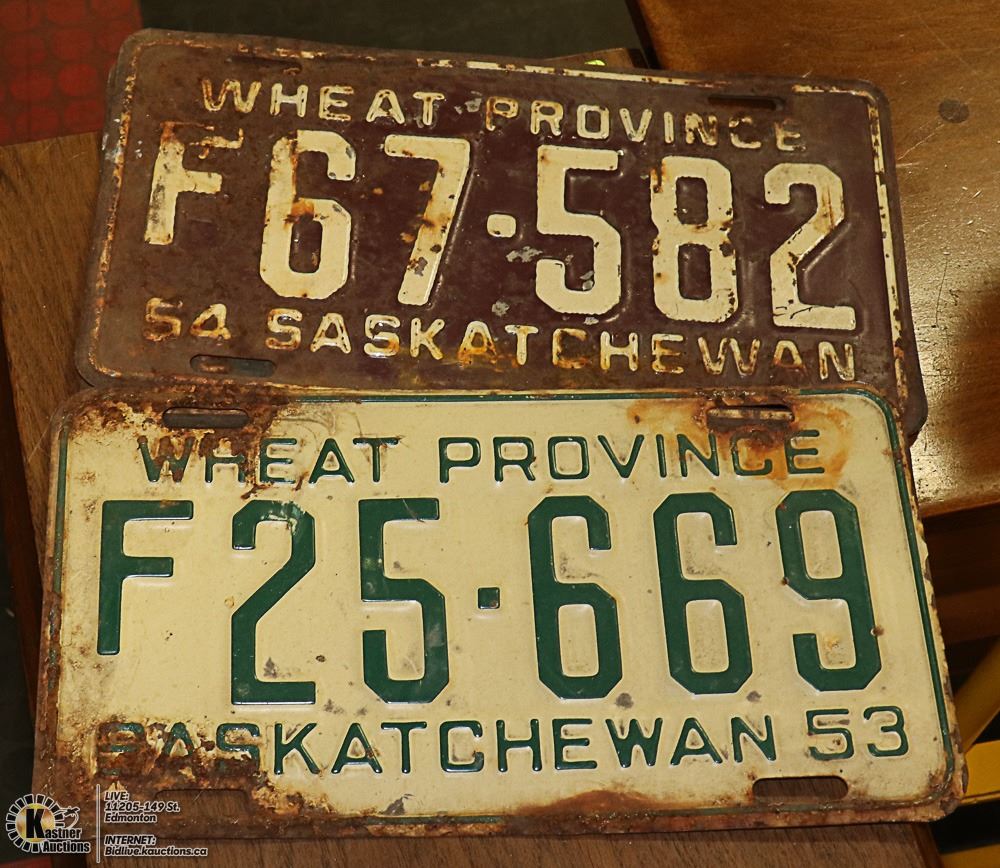 WHEAT PROVINCE
F67·582
54 SASKATCHEWAN
WHEAT PROVINCE
F25·669
SASKATCHEWAN 53
Kastner
Auctions
LIVE:
11205-149 St.
Edmonton
INTERNET:
Bidlive.kauctions.ca